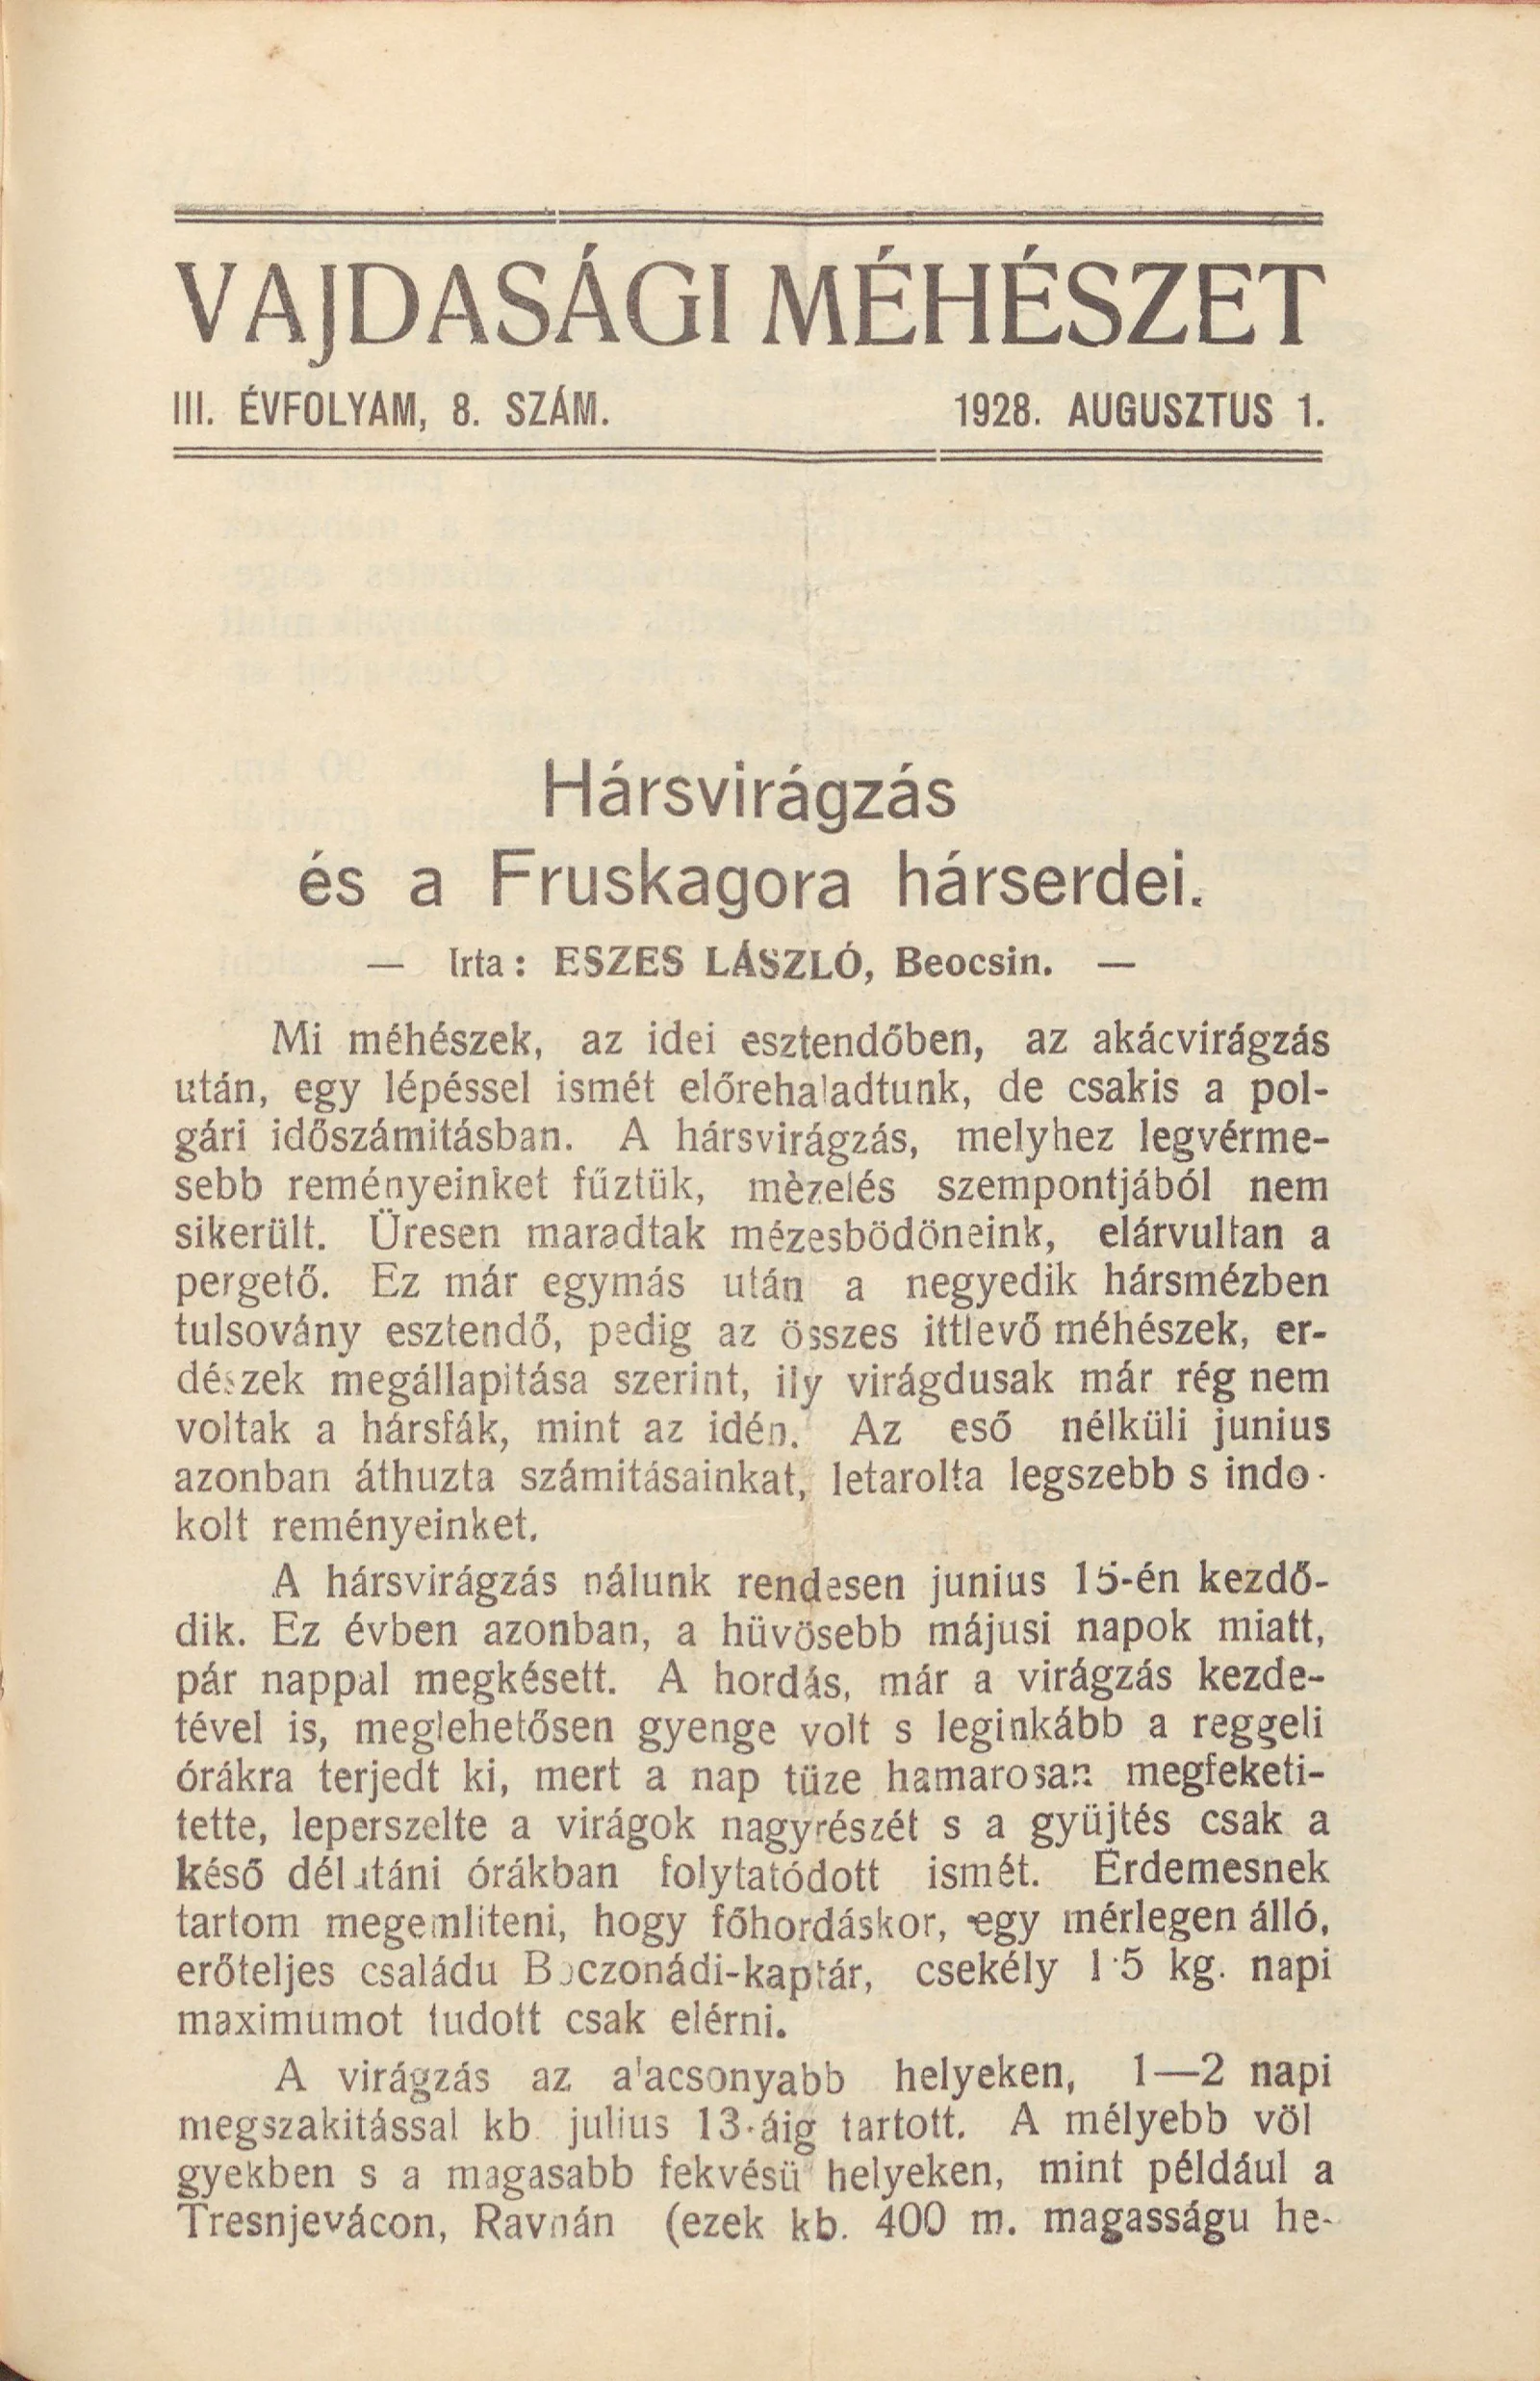 VAJDASÁGI MÉHÉSZET
III. ÉVFOLYAM, 8. SZÁM. 1928. AUGUSZTUS 1.
Hársvirágzás
és a Fruskagora hárserdei.
— Irta: ESZES LÁSZLÓ, Beocsin. —
Mi méhészek, az idei esztendőben, az akácvirágzás
után, egy lépéssel ismét előrehaladtunk, de csakis a pol-
gári időszámitásban. A hársvirágzás, melyhez legvérme-
sebb reményeinket fűztük, mèzelés szempontjából nem
sikerült. Üresen maradtak mézesbödöneink, elárvultan a
pergető. Ez már egymás után a negyedik hársmézben
tulsovány esztendő, pedig az összes ittlevő méhészek, er-
dészek megállapitása szerint, ily virágdusak már rég nem
voltak a hársfák, mint az idén. Az eső nélküli junius
azonban áthuzta számitásainkat, letarolta legszebb s indo-
kolt reményeinket.
A hársvirágzás nálunk rendesen junius 15-én kezdő-
dik. Ez évben azonban, a hüvösebb májusi napok miatt,
pár nappal megkésett. A hordás, már a virágzás kezde-
tével is, meglehetősen gyenge volt s leginkább a reggeli
órákra terjedt ki, mert a nap tüze hamarosan megfeketi-
tette, leperszelte a virágok nagyrészét s a gyüjtés csak a
késő délutáni órákban folytatódott ismét. Érdemesnek
tartom megemliteni, hogy főhordáskor, egy mérlegen álló,
erőteljes családu Boczonádi-kaptár, csekély 1·5 kg. napi
maximumot tudott csak elérni.
A virágzás az alacsonyabb helyeken, 1—2 napi
megszakitással kb. julius 13-áig tartott. A mélyebb völ
gyekben s a magasabb fekvésü helyeken, mint például a
Tresnjevácon, Ravnán (ezek kb. 400 m. magasságu he-